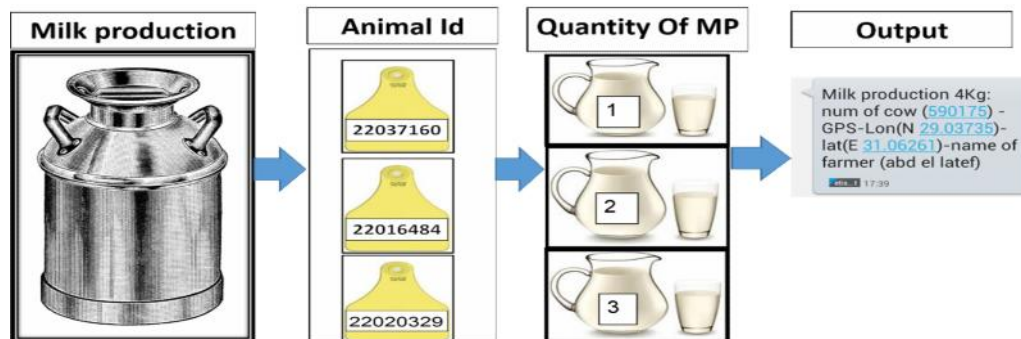 Milk production
Animal Id
Quantity Of MP
Output
22037160
22016484
22020329
1
2
3
Milk production 4Kg:
num of cow (590175) -
GPS-Lon(N 29.03735)-
lat(E 31.06261)-name of
farmer (abd el latef)
17:39